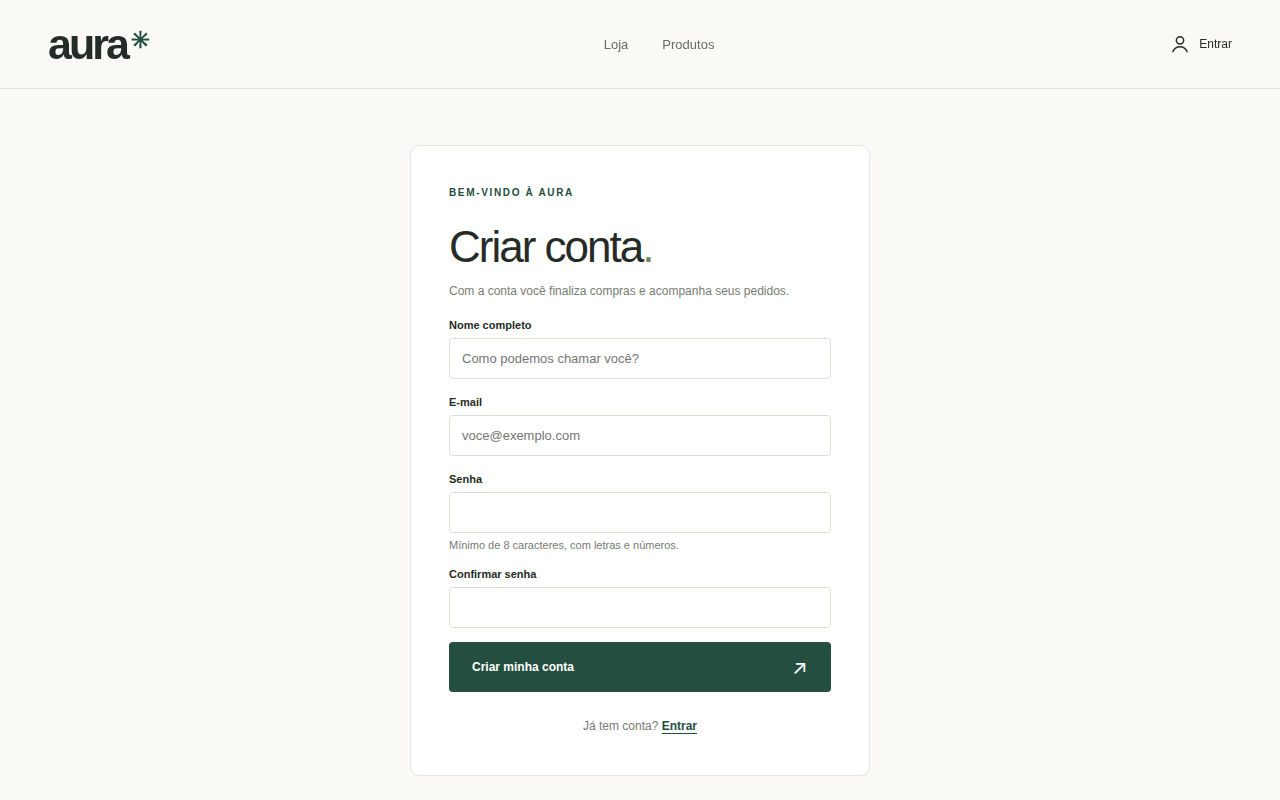 aura
Loja
Produtos
Entrar
BEM-VINDO À AURA
Criar conta.
Com a conta você finaliza compras e acompanha seus pedidos.
Nome completo
Como podemos chamar você?
E-mail
voce@exemplo.com
Senha
Mínimo de 8 caracteres, com letras e números.
Confirmar senha
Criar minha conta
Já tem conta? Entrar